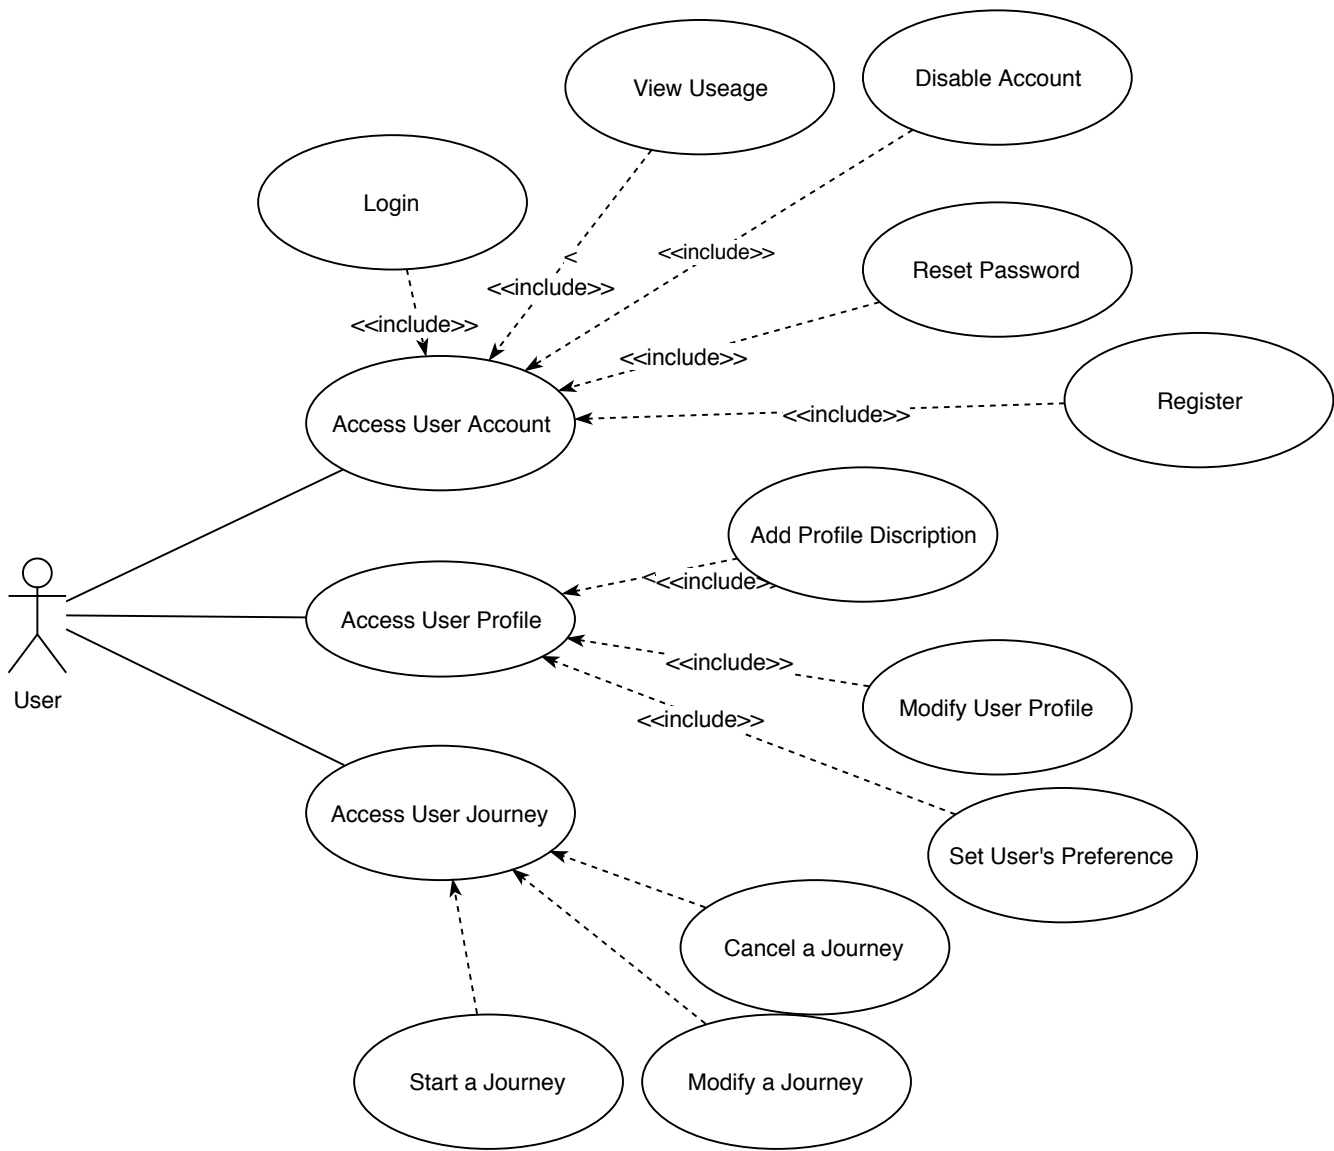 View Useage
Disable Account
Login
<<include>>
<
Reset Password
<<include>>
<<include>>
<<include>>
Register
<<include>>
Access User Account
Add Profile Discription
<
<<include>>
Access User Profile
<<include>>
User
Modify User Profile
<<include>>
Access User Journey
Set User's Preference
Cancel a Journey
Start a Journey
Modify a Journey